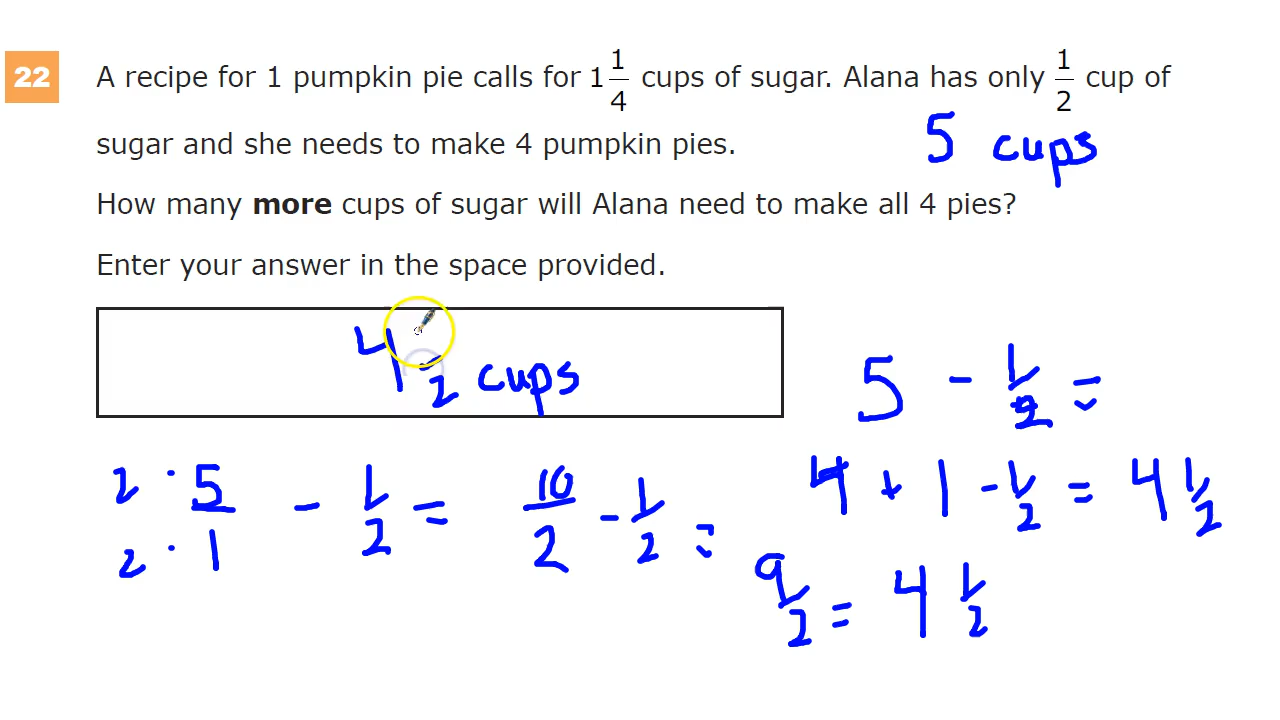 22 A recipe for 1 pumpkin pie calls for 1 1/4 cups of sugar. Alana has only 1/2 cup of
sugar and she needs to make 4 pumpkin pies.
5 cups
How many more cups of sugar will Alana need to make all 4 pies?
Enter your answer in the space provided.
4 1/2 cups
5 - 1/2 =
4 + 1 - 1/2 = 4 1/2
2 · 5 / 2 · 1 - 1/2 = 10/2 - 1/2 =
9/2 = 4 1/2